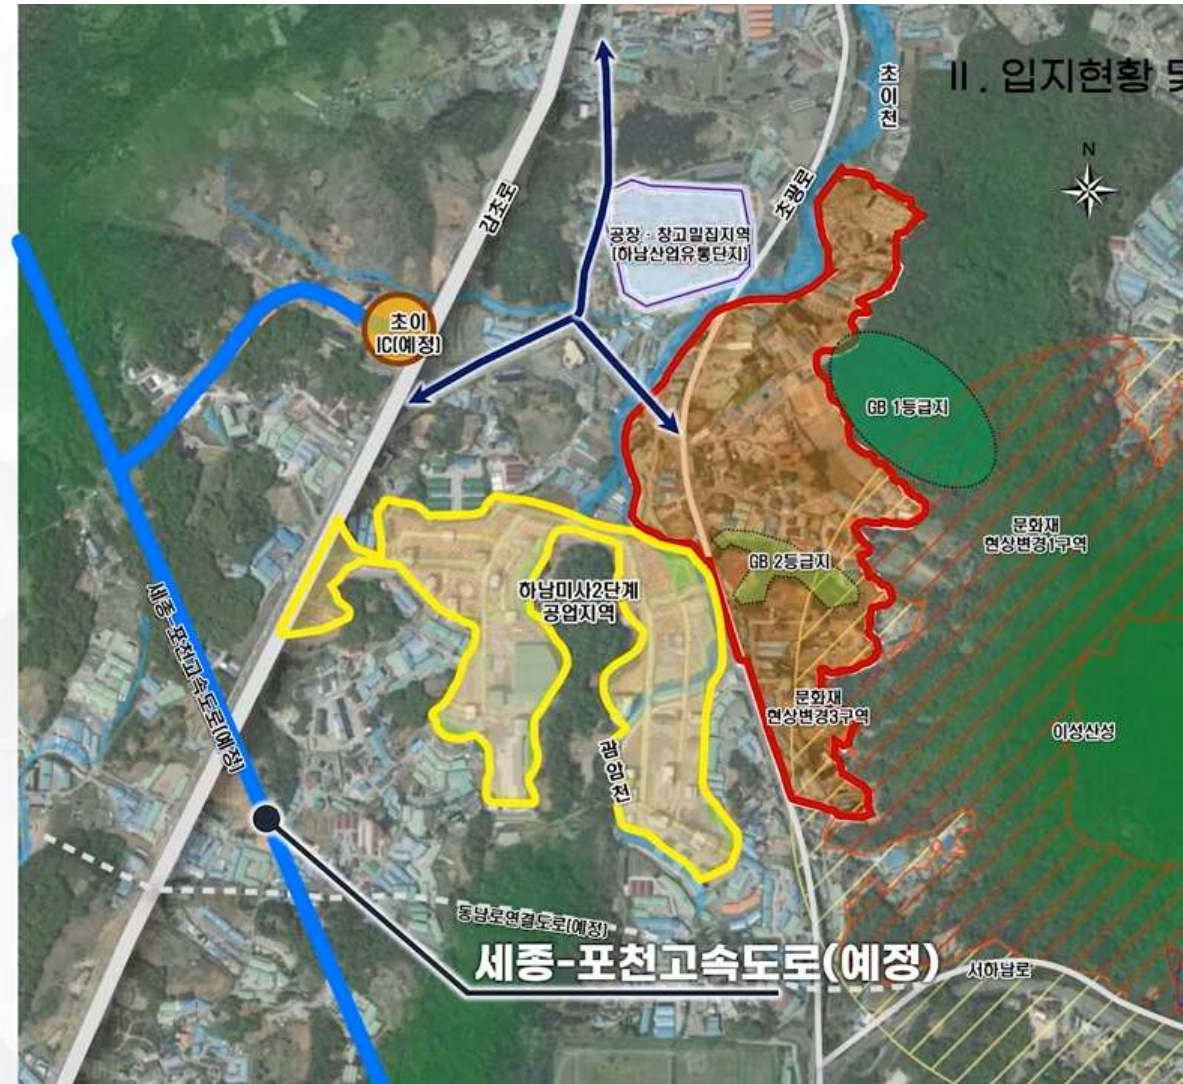 II. 입지현황 및
초이천
N
감초로
초광로
공장 · 창고밀집지역
(하남산업유통단지)
초이
IC(예정)
GB 1등급지
문화재
현상변경1구역
GB 2등급지
하남미사2단계
공업지역
세종-포천고속도로(예정)
문화재
현상변경3구역
이성산성
광암천
동남로연결도로(예정)
세종-포천고속도로(예정)
서하남로